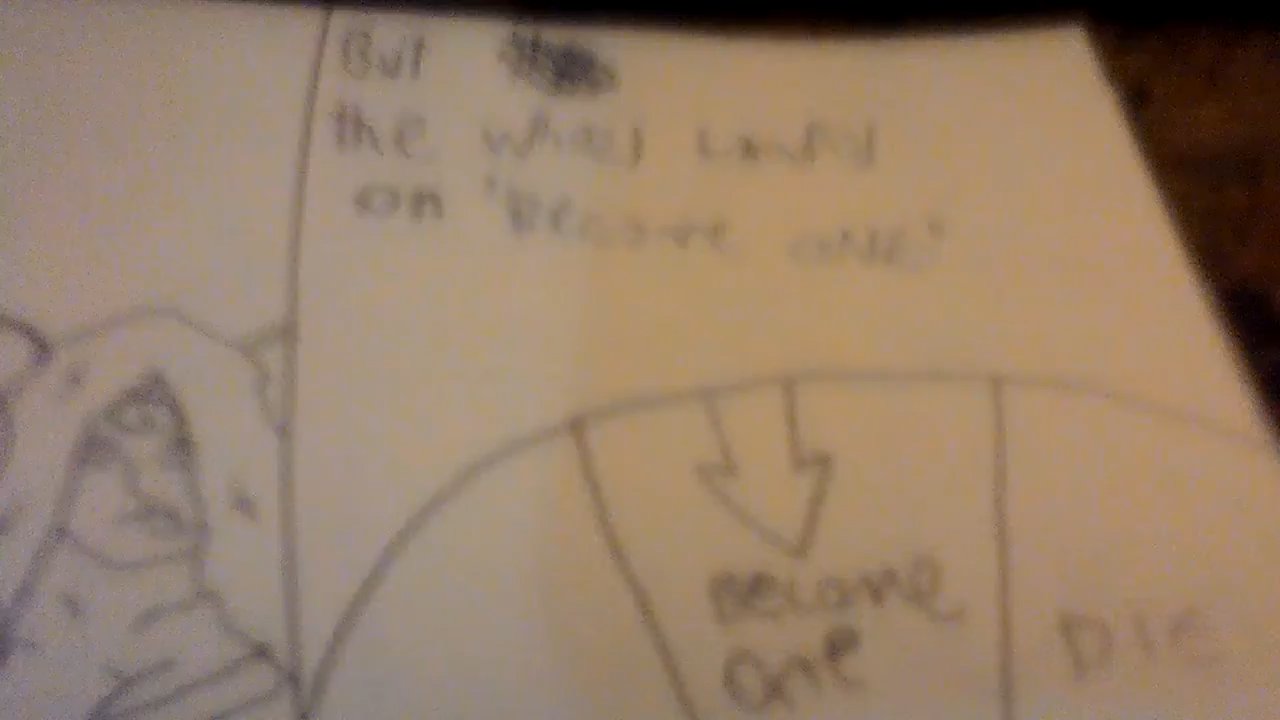 But
the wheel landed
on 'Become one'
Become
one
DIE